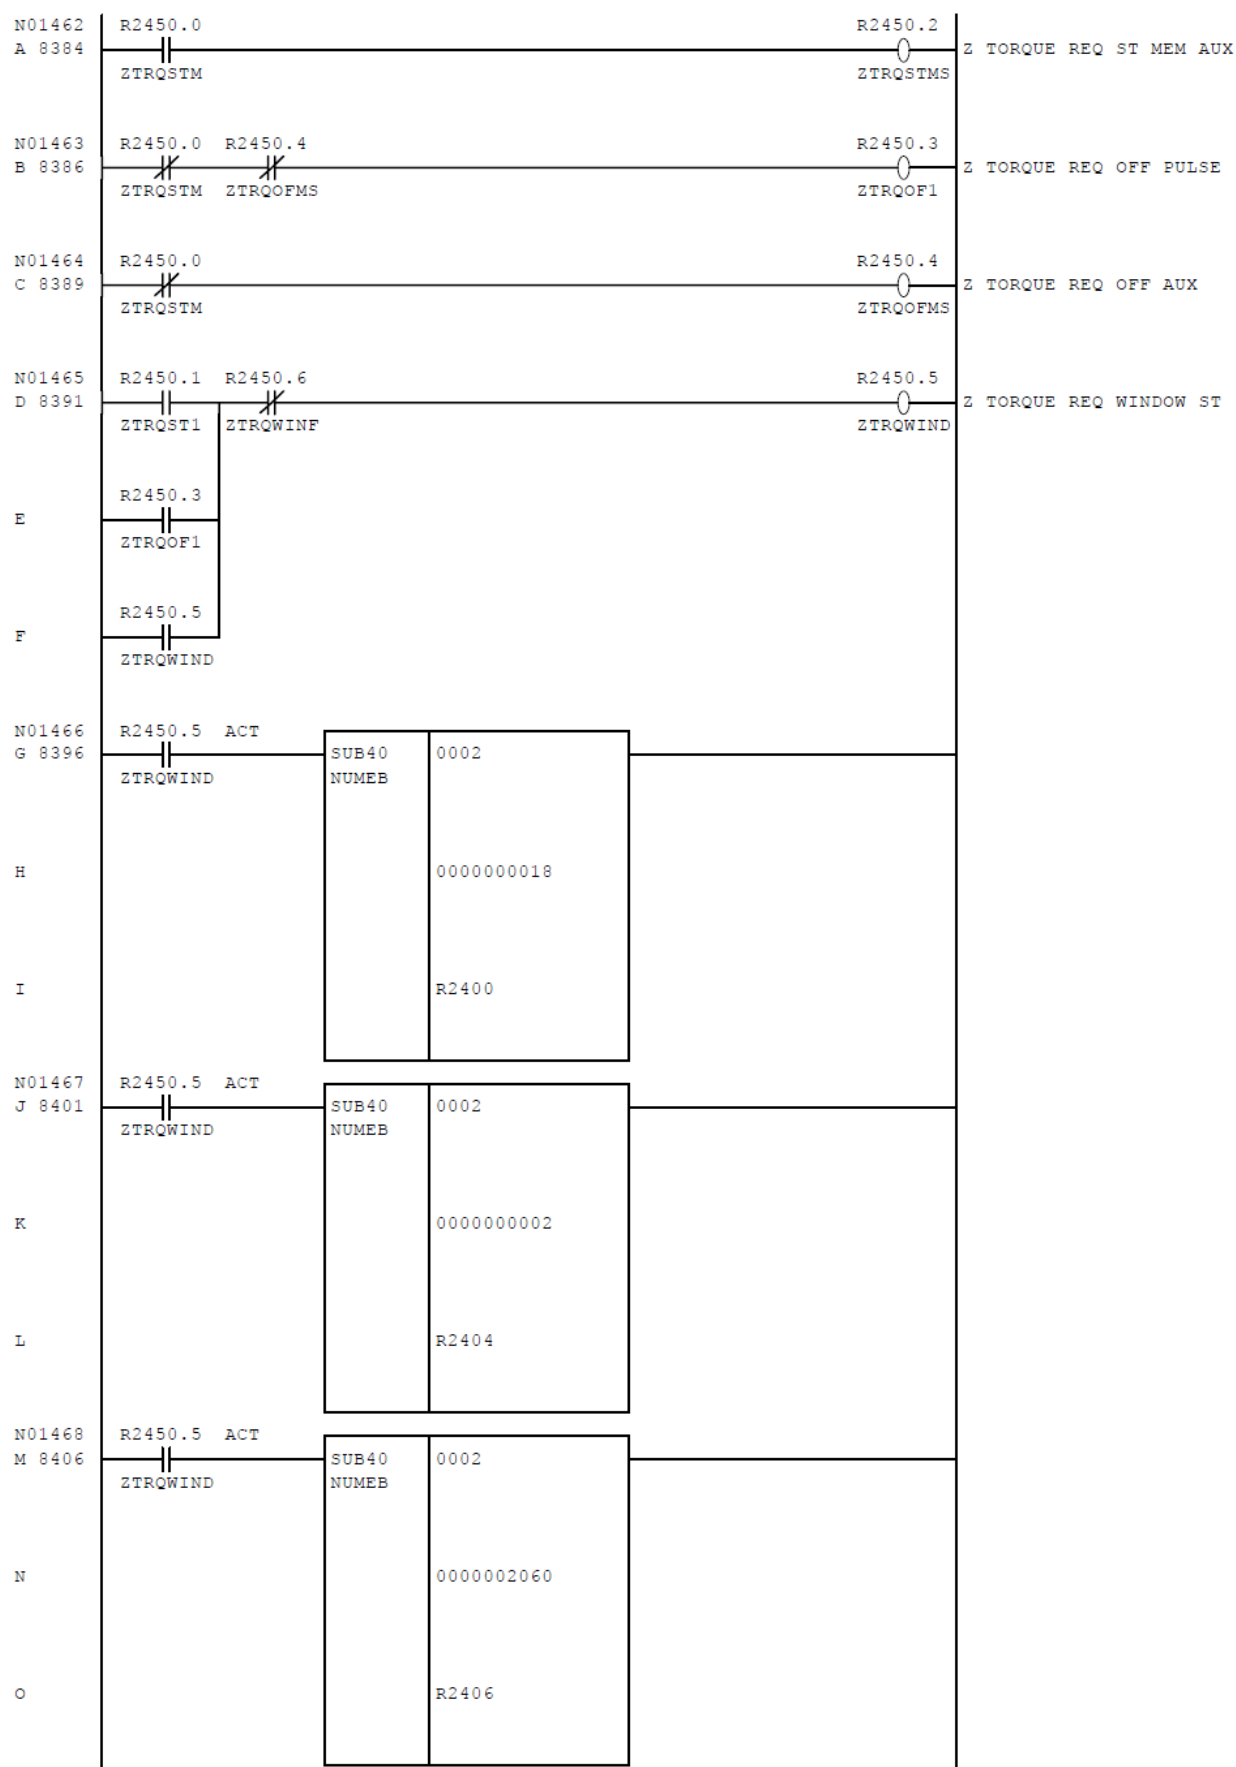 N01462 R2450.0 R2450.2
A 8384 Z TORQUE REQ ST MEM AUX
ZTRQSTM ZTRQSTMS
N01463 R2450.0 R2450.4 R2450.3
B 8386 Z TORQUE REQ OFF PULSE
ZTRQSTM ZTRQOFMS ZTRQOF1
N01464 R2450.0 R2450.4
C 8389 Z TORQUE REQ OFF AUX
ZTRQSTM ZTRQOFMS
N01465 R2450.1 R2450.6 R2450.5
D 8391 Z TORQUE REQ WINDOW ST
ZTRQST1 ZTRQWINF ZTRQWIND
R2450.3
E
ZTRQOF1
R2450.5
F
ZTRQWIND
N01466 R2450.5 ACT
G 8396 SUB40 0002
ZTRQWIND NUMEB
H 0000000018
I R2400
N01467 R2450.5 ACT
J 8401 SUB40 0002
ZTRQWIND NUMEB
K 0000000002
L R2404
N01468 R2450.5 ACT
M 8406 SUB40 0002
ZTRQWIND NUMEB
N 0000002060
O R2406